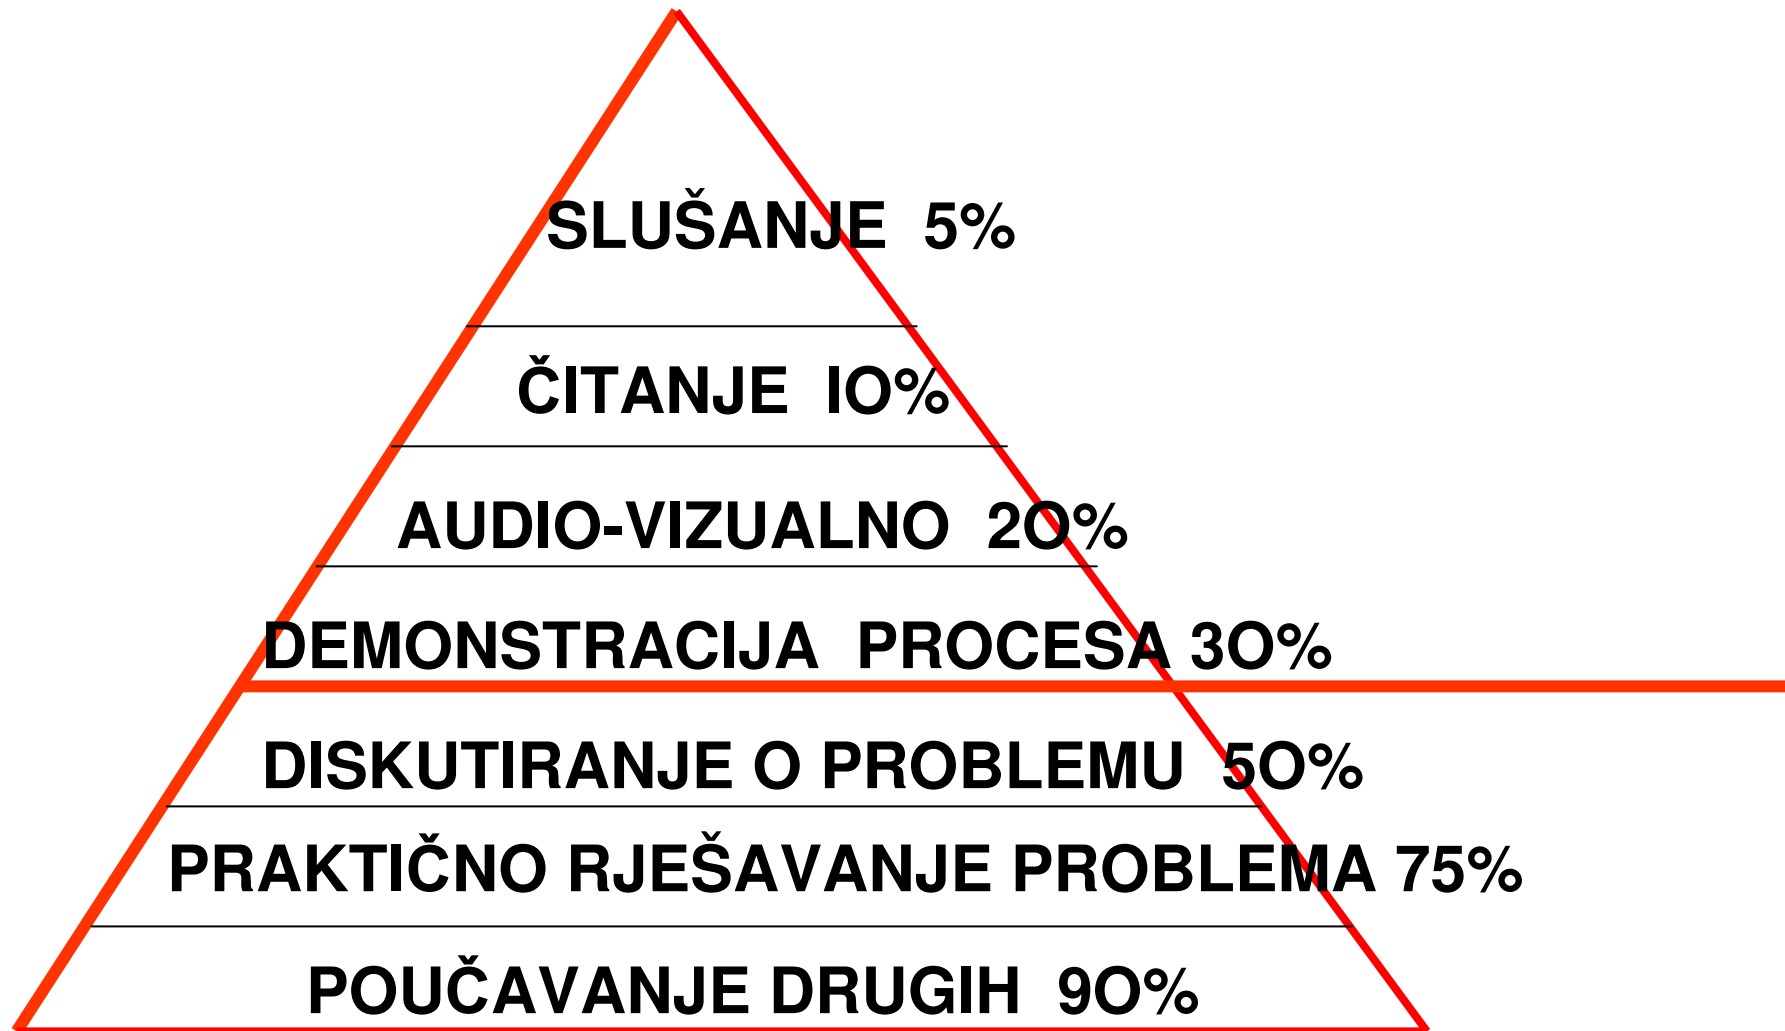 SLUŠANJE  5%
ČITANJE  IO%
AUDIO-VIZUALNO  2O%
DEMONSTRACIJA  PROCESA 3O%
DISKUTIRANJE O PROBLEMU  5O%
PRAKTIČNO RJEŠAVANJE PROBLEMA 75%
POUČAVANJE DRUGIH  9O%